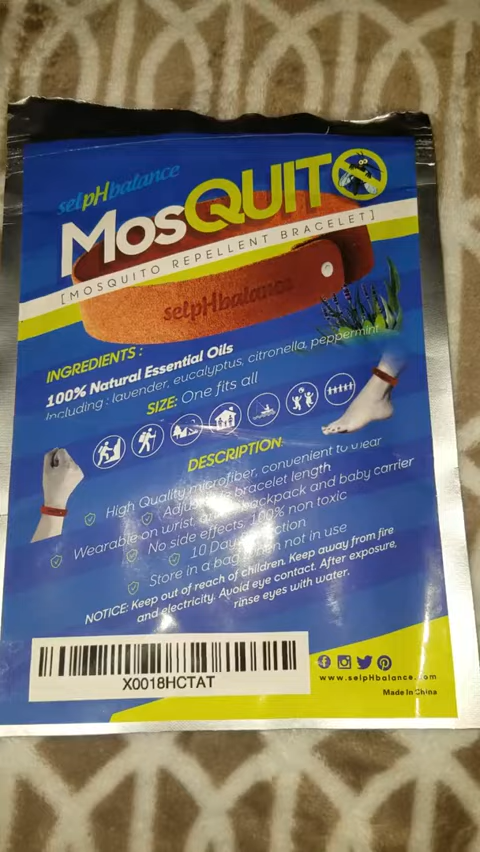 selpHbalance
MosQUITO
[MOSQUITO REPELLENT BRACELET]
selpHbalance
INGREDIENTS :
100% Natural Essential Oils
Including : lavender, eucalyptus, citronella, peppermint
SIZE: One fits all
DESCRIPTION:
High Quality microfiber, convenient to wear
Adjustable bracelet length
Wearable on wrist, backpack and baby carrier
No side effects, 100% non toxic
10 Day
Store in a bag when not in use
NOTICE: Keep out of reach of children. Keep away from fire
and electricity. Avoid eye contact. After exposure,
rinse eyes with water.
X0018HCTAT
www.selpHbalance.com
Made In China